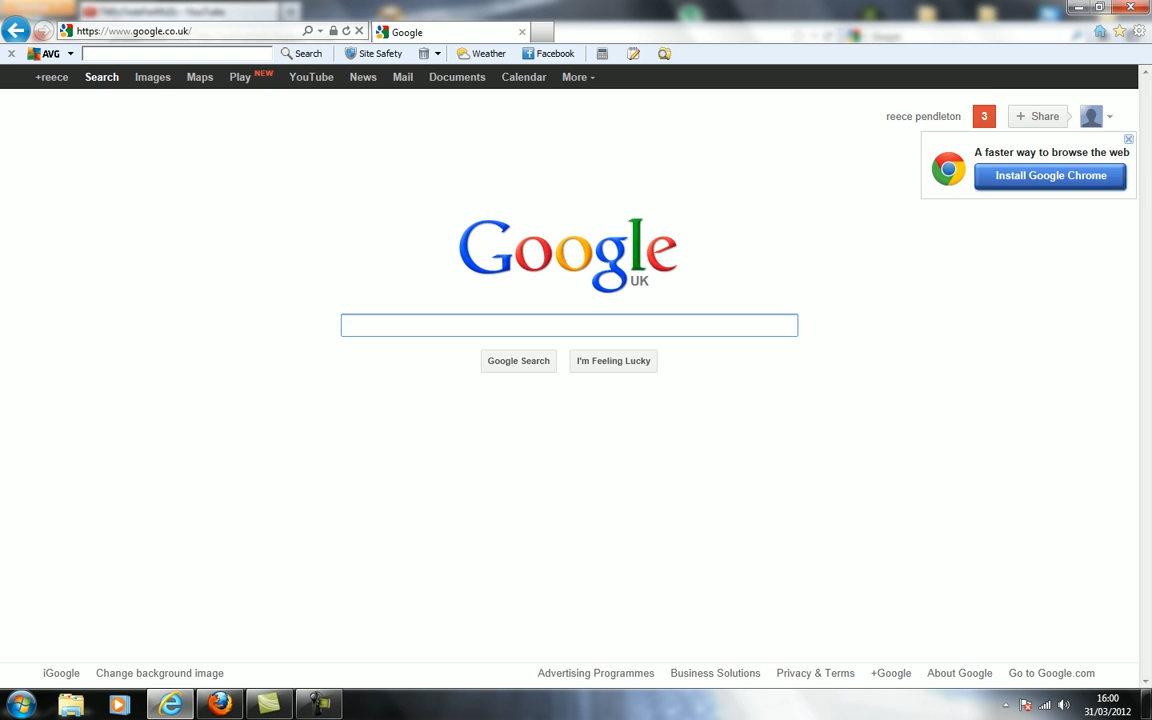 https://www.google.co.uk/
Google
AVG
Search
Site Safety
Weather
Facebook
+reece Search Images Maps Play NEW YouTube News Mail Documents Calendar More
reece pendleton 3 + Share
A faster way to browse the web
Install Google Chrome
Google
UK
Google Search I'm Feeling Lucky
iGoogle Change background image Advertising Programmes Business Solutions Privacy & Terms +Google About Google Go to Google.com
16:00
31/03/2012